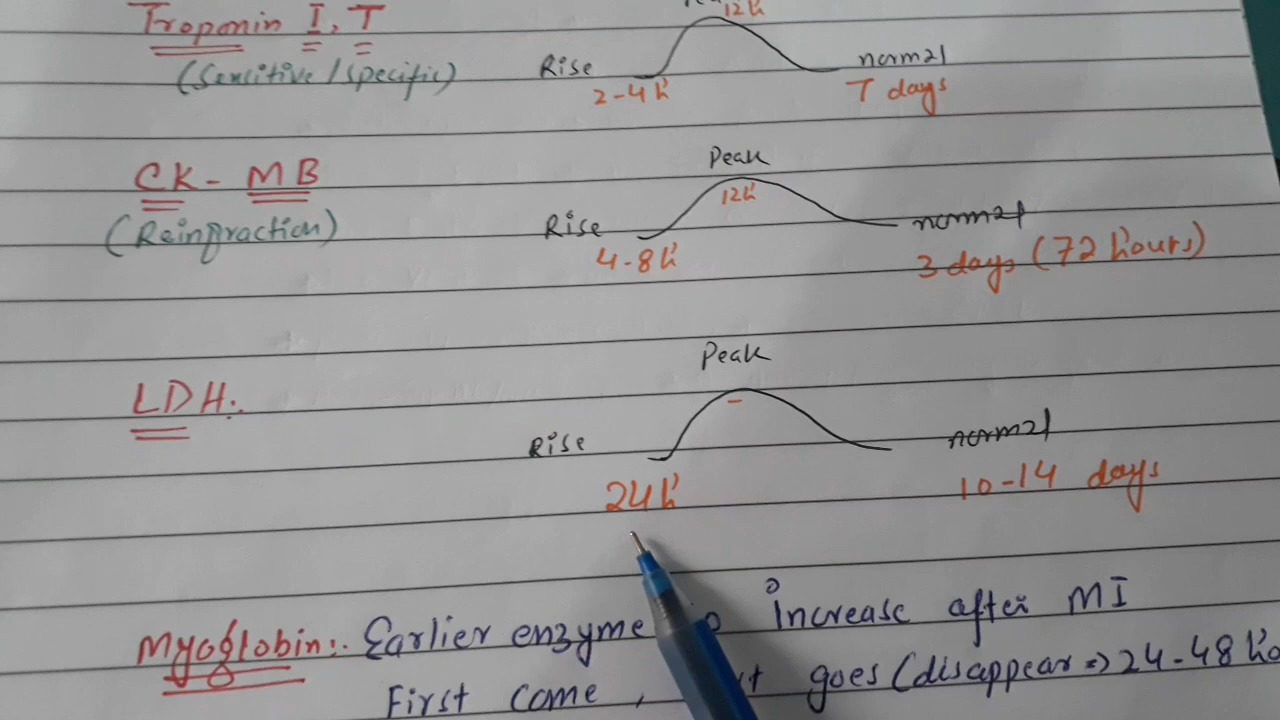 Troponin I, T
12h
(Sensitive / specific)
Rise
normal
2-4h
7 days
CK-MB
Peak
12h
(Reinfraction)
Rise
normal
4-8h
3 days (72 hours)
Peak
LDH:.
Rise
normal
24h
10-14 days
Myoglobin:. Earlier enzyme increase after MI
First come , goes (disappear => 24-48 ho